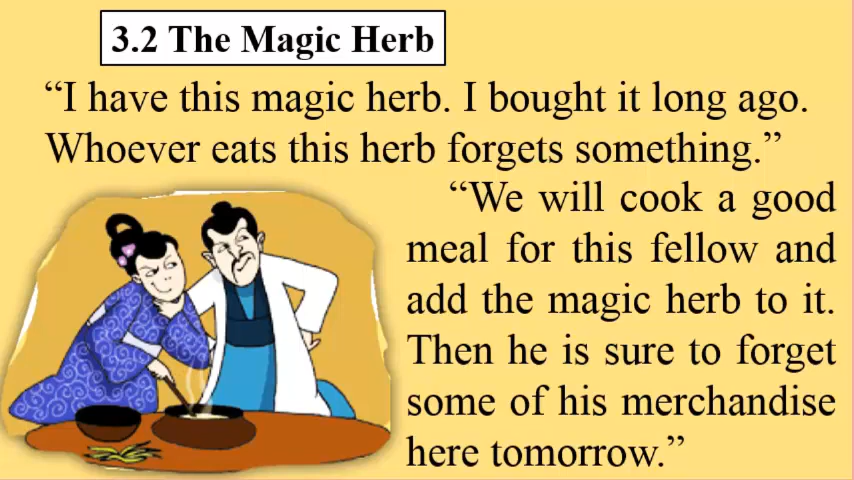 3.2 The Magic Herb
“I have this magic herb. I bought it long ago.
Whoever eats this herb forgets something.”
“We will cook a good
meal for this fellow and
add the magic herb to it.
Then he is sure to forget
some of his merchandise
here tomorrow.”